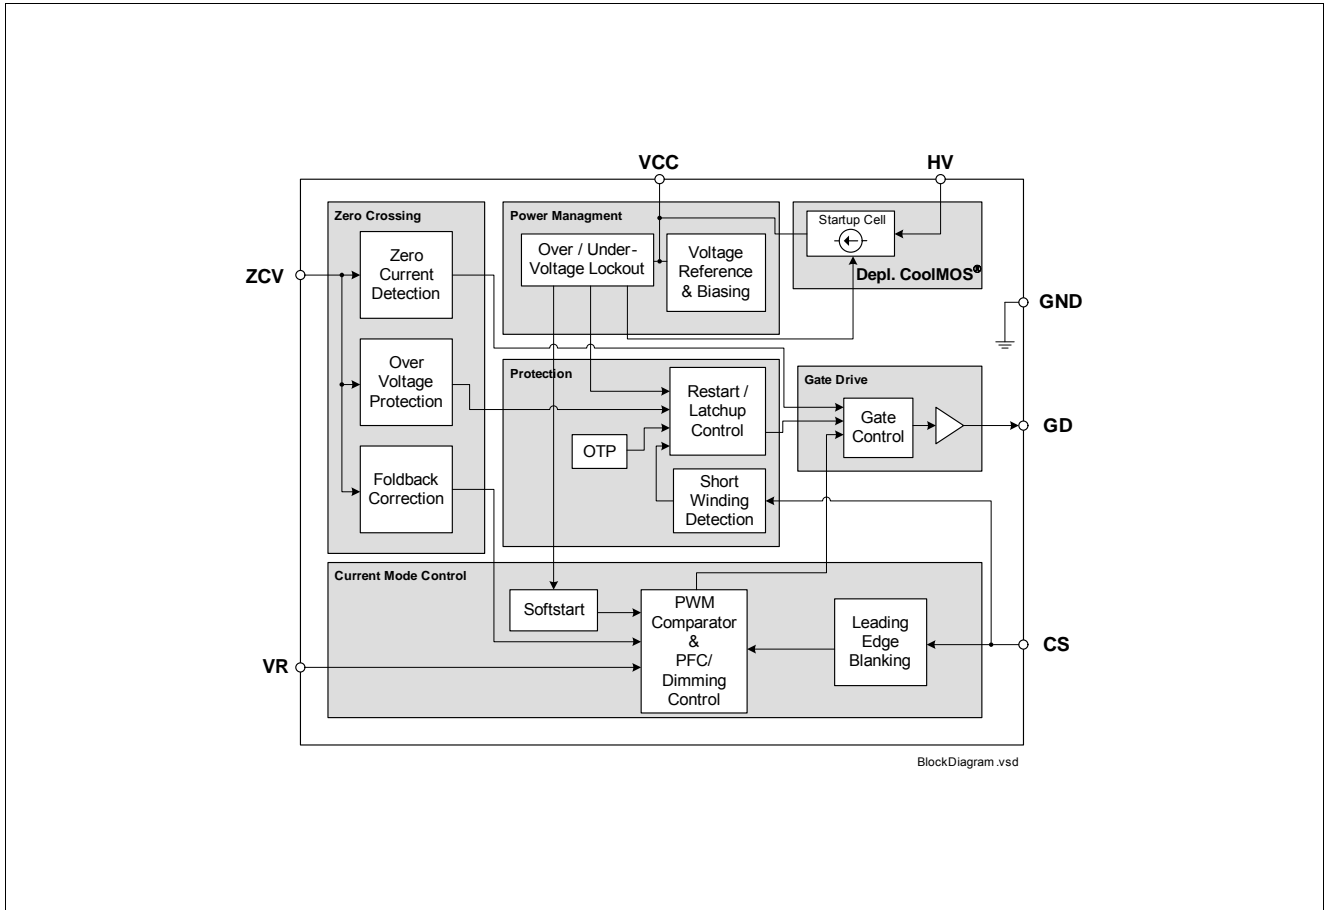 VCC
HV
Zero Crossing
Power Managment
Startup Cell
Zero
Current
Detection
Over / Under-
Voltage Lockout
Voltage
Reference
& Biasing
Depl. CoolMOS®
ZCV
GND
Over
Voltage
Protection
Protection
Restart /
Latchup
Control
Gate Drive
Gate
Control
GD
OTP
Foldback
Correction
Short
Winding
Detection
Current Mode Control
Softstart
PWM
Comparator
&
PFC/
Dimming
Control
Leading
Edge
Blanking
CS
VR
BlockDiagram.vsd